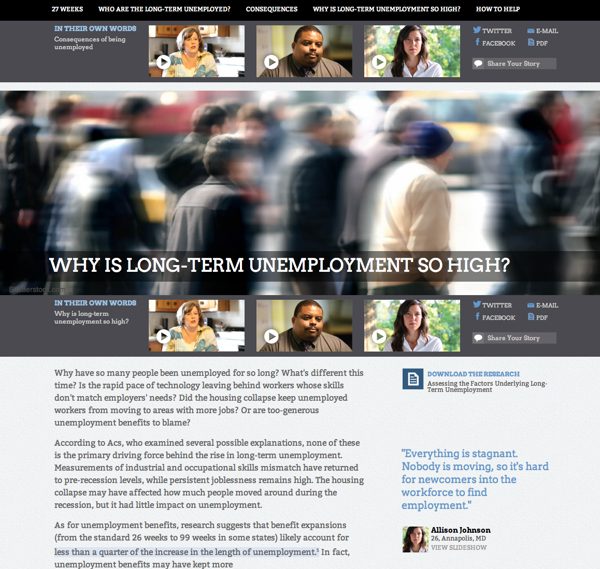 27 WEEKS WHO ARE THE LONG-TERM UNEMPLOYED? CONSEQUENCES WHY IS LONG-TERM UNEMPLOYMENT SO HIGH? HOW TO HELP
IN THEIR OWN WORDS
Consequences of being
unemployed
TWITTER E-MAIL
FACEBOOK PDF
Share Your Story
WHY IS LONG-TERM UNEMPLOYMENT SO HIGH?
IN THEIR OWN WORDS
Why is long-term
unemployment so high?
TWITTER E-MAIL
FACEBOOK PDF
Share Your Story
Why have so many people been unemployed for so long? What's different this
time? Is the rapid pace of technology leaving behind workers whose skills
don't match employers' needs? Did the housing collapse keep unemployed
workers from moving to areas with more jobs? Or are too-generous
unemployment benefits to blame?
According to Acs, who examined several possible explanations, none of these
is the primary driving force behind the rise in long-term unemployment.
Measurements of industrial and occupational skills mismatch have returned
to pre-recession levels, while persistent joblessness remains high. The housing
collapse may have affected how much people moved around during the
recession, but it had little impact on unemployment.
As for unemployment benefits, research suggests that benefit expansions
(from the standard 26 weeks to 99 weeks in some states) likely account for
less than a quarter of the increase in the length of unemployment. In fact,
unemployment benefits may have kept more
DOWNLOAD THE RESEARCH
Assessing the Factors Underlying Long-
Term Unemployment
"Everything is stagnant.
Nobody is moving, so it's hard
for newcomers into the
workforce to find
employment."
Allison Johnson
26, Annapolis, MD
VIEW SLIDESHOW